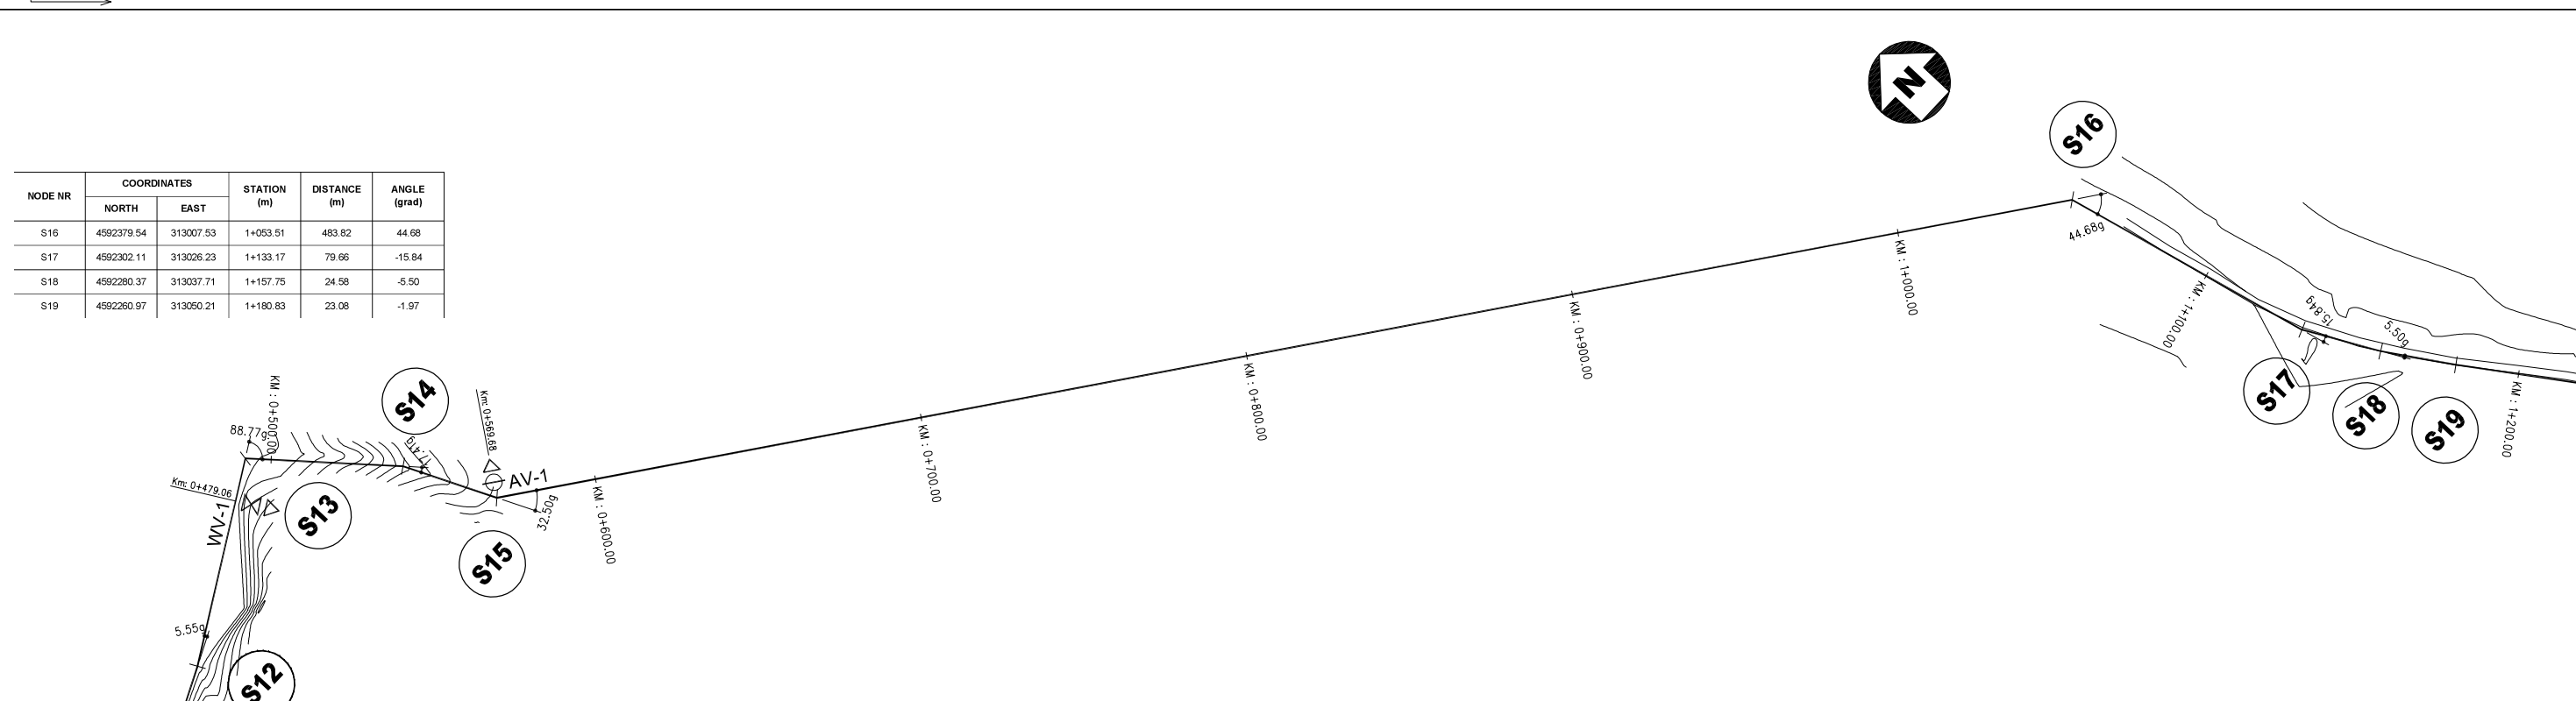 N
S16
NODE NR COORDINATES STATION (m) DISTANCE (m) ANGLE (grad)
NORTH EAST
S16 4592379.54 313007.53 1+053.51 483.82 44.68
S17 4592302.11 313026.23 1+133.17 79.66 -15.84
S18 4592280.37 313037.71 1+157.75 24.58 -5.50
S19 4592260.97 313050.21 1+180.83 23.08 -1.97
44.68g
KM : 1+000.00
KM : 1+100.00
15.84g
5.50g
KM : 0+900.00
KM : 0+800.00
S17
S18
S19
KM : 1+200.00
KM : 0+500.00
S14
Km: 0+569.68
KM : 0+700.00
88.77g
17.41g
AV-1
Km: 0+479.06
WV-1
S13
32.50g
KM : 0+600.00
S15
5.55g
S12